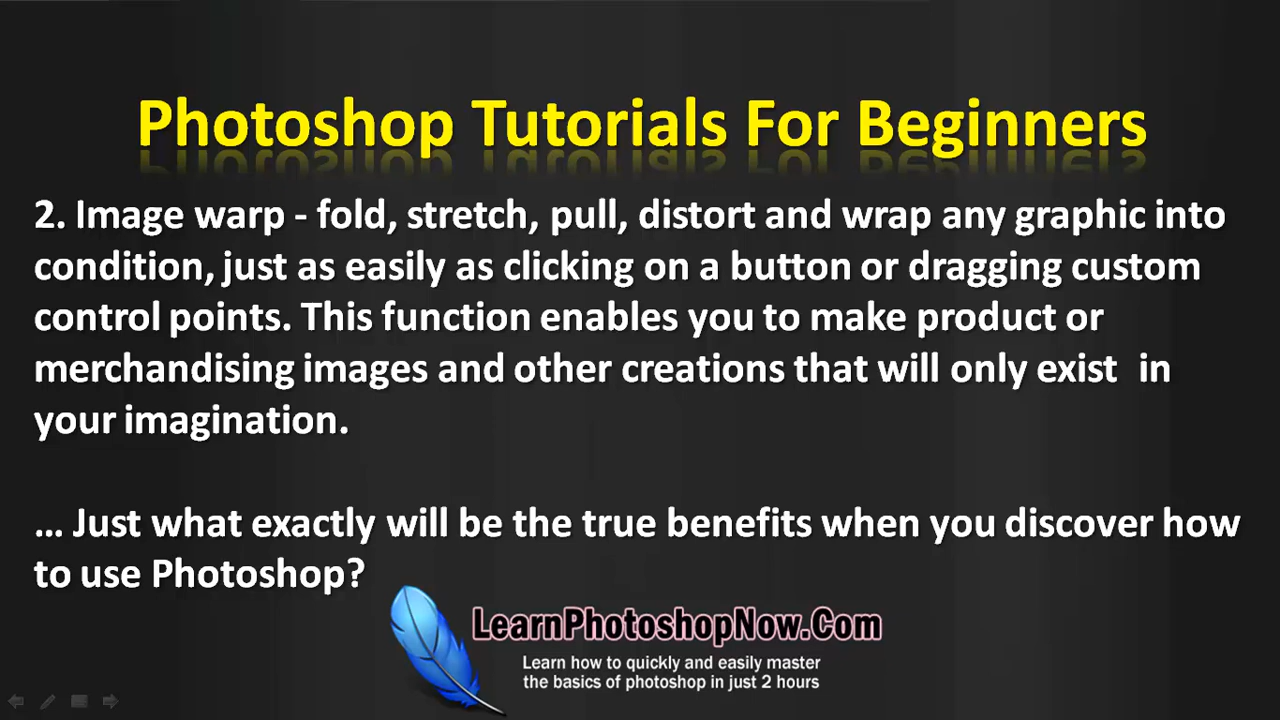 Photoshop Tutorials For Beginners
2. Image warp - fold, stretch, pull, distort and wrap any graphic into
condition, just as easily as clicking on a button or dragging custom
control points. This function enables you to make product or
merchandising images and other creations that will only exist  in
your imagination.
... Just what exactly will be the true benefits when you discover how
to use Photoshop?
LearnPhotoshopNow.Com
Learn how to quickly and easily master
the basics of photoshop in just 2 hours